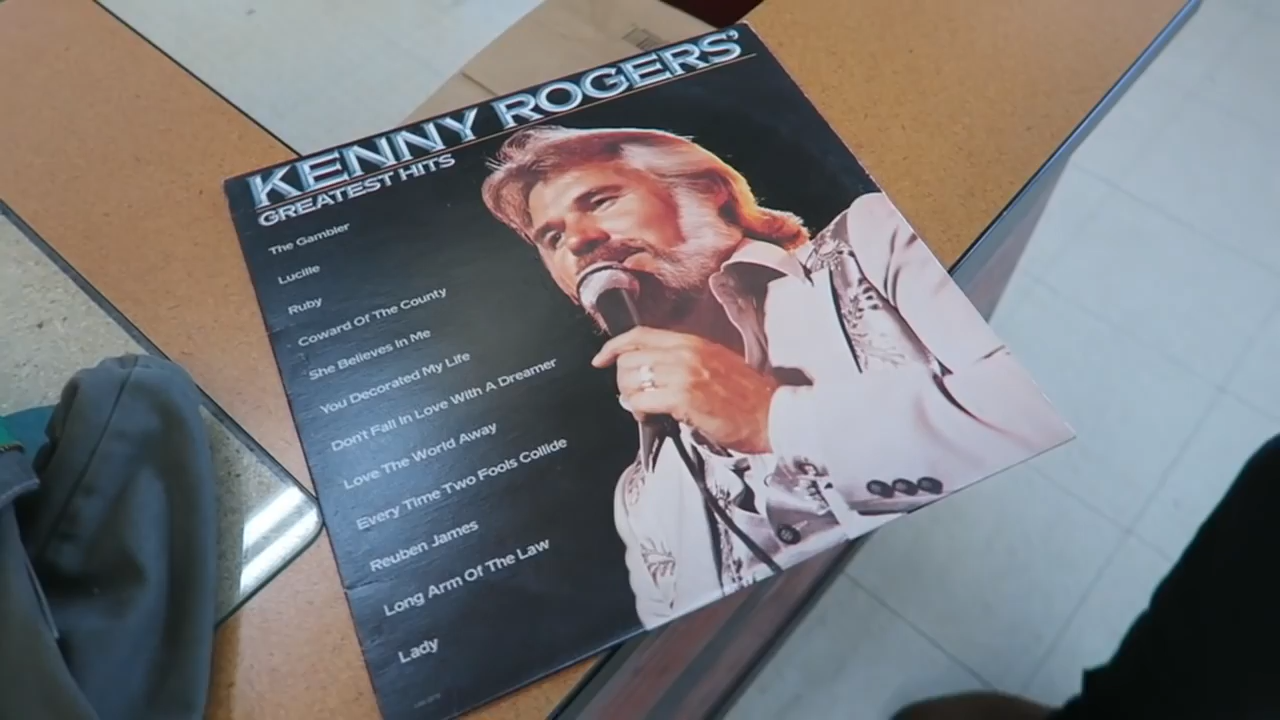 KENNY ROGERS'
GREATEST HITS
The Gambler
Lucille
Ruby
Coward Of The County
She Believes In Me
You Decorated My Life
Don't Fall In Love With A Dreamer
Love The World Away
Every Time Two Fools Collide
Reuben James
Long Arm Of The Law
Lady